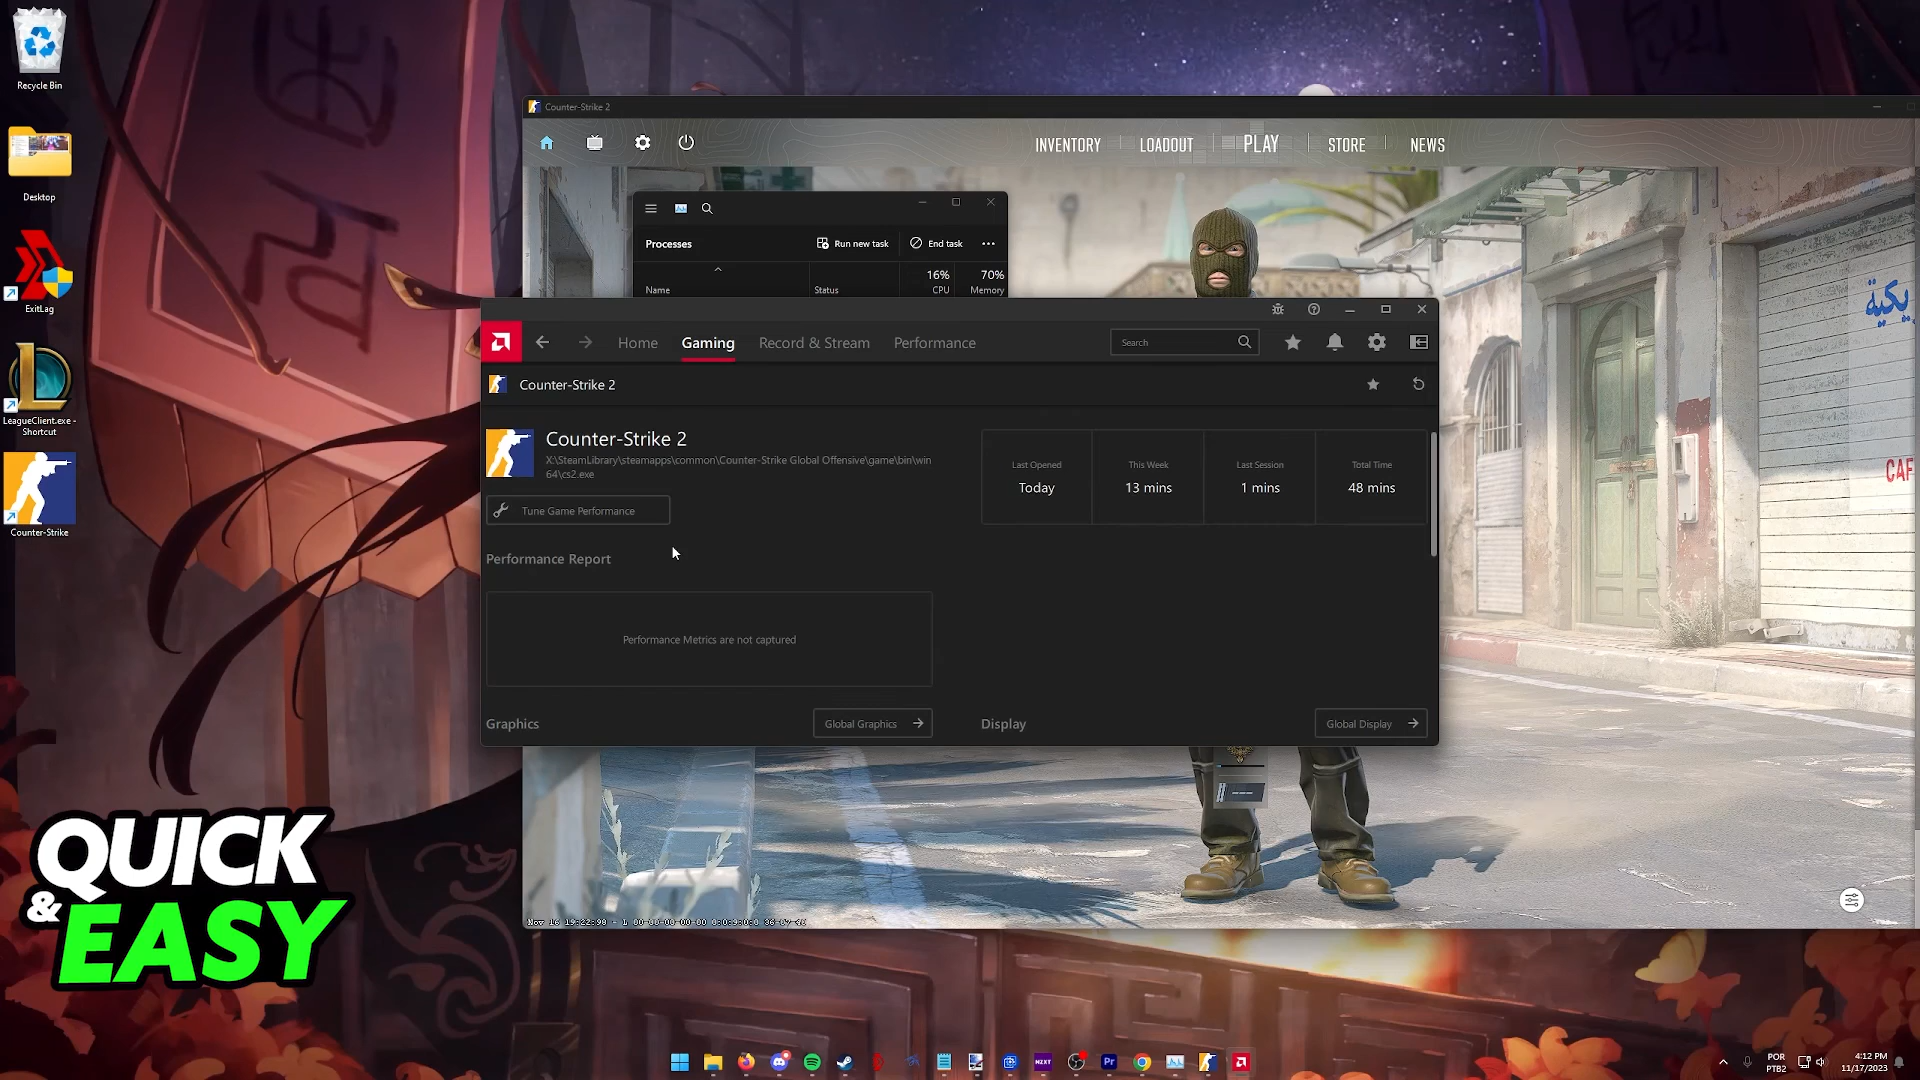 Recycle Bin
Desktop
ExitLag
LeagueClient.exe -
Shortcut
Counter-Strike
Counter-Strike 2
INVENTORY
LOADOUT
PLAY
STORE
NEWS
Processes
Run new task
End task
16%
70%
Name
Status
CPU
Memory
Home
Gaming
Record & Stream
Performance
Search
Counter-Strike 2
Counter-Strike 2
X:\SteamLibrary\steamapps\common\Counter-Strike Global Offensive\game\bin\win
64\cs2.exe
Last Opened
Today
This Week
13 mins
Last Session
1 mins
Total Time
48 mins
Tune Game Performance
Performance Report
Performance Metrics are not captured
Graphics
Global Graphics
Display
Global Display
CAF
QUICK
& EASY
NZXT
Pr
POR
PTB2
4:12 PM
11/17/2023